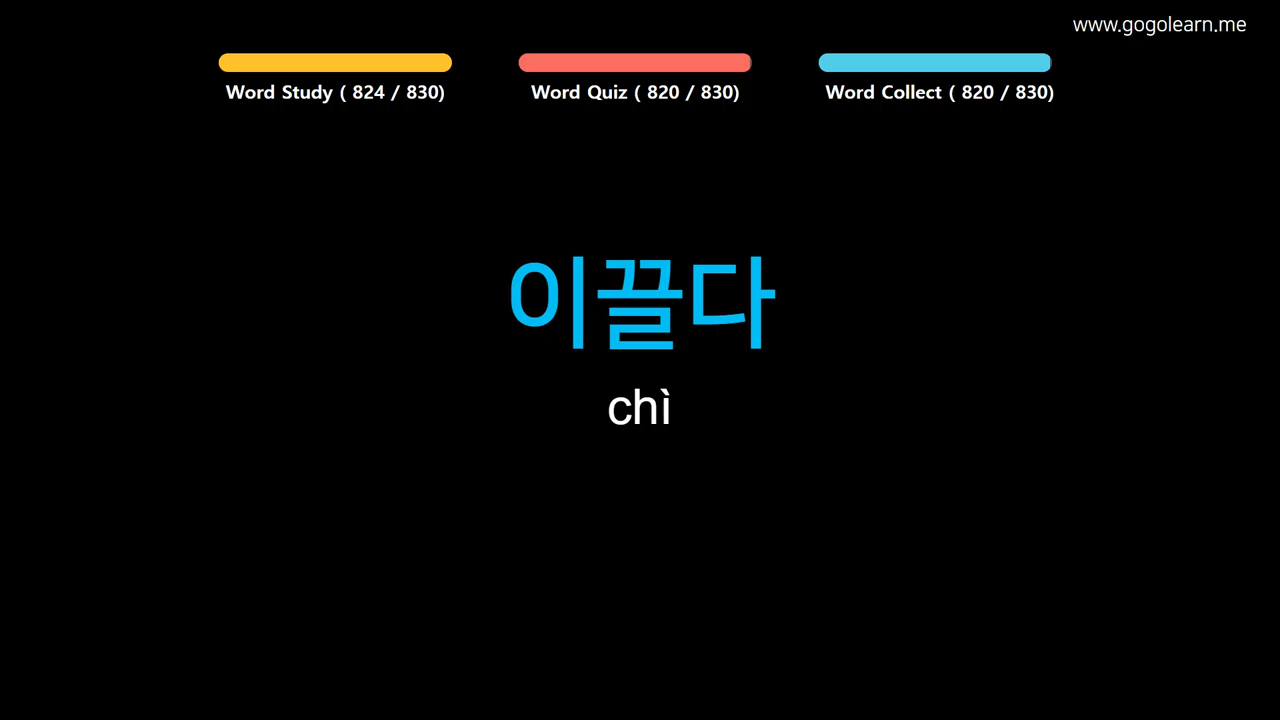 www.gogolearn.me
Word Study ( 824 / 830)
Word Quiz ( 820 / 830)
Word Collect ( 820 / 830)
이끌다
chì